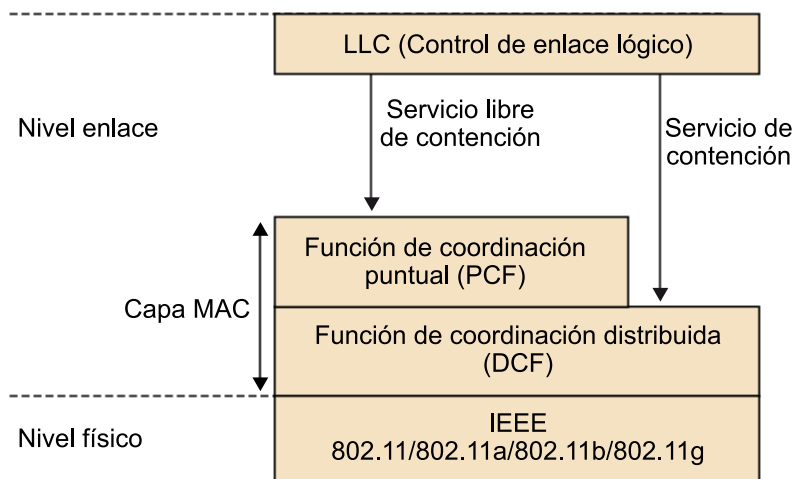 LLC (Control de enlace lógico)
Nivel enlace
Servicio libre
de contención
Servicio de
contención
Función de coordinación
puntual (PCF)
Capa MAC
Función de coordinación distribuida
(DCF)
Nivel físico
IEEE
802.11/802.11a/802.11b/802.11g